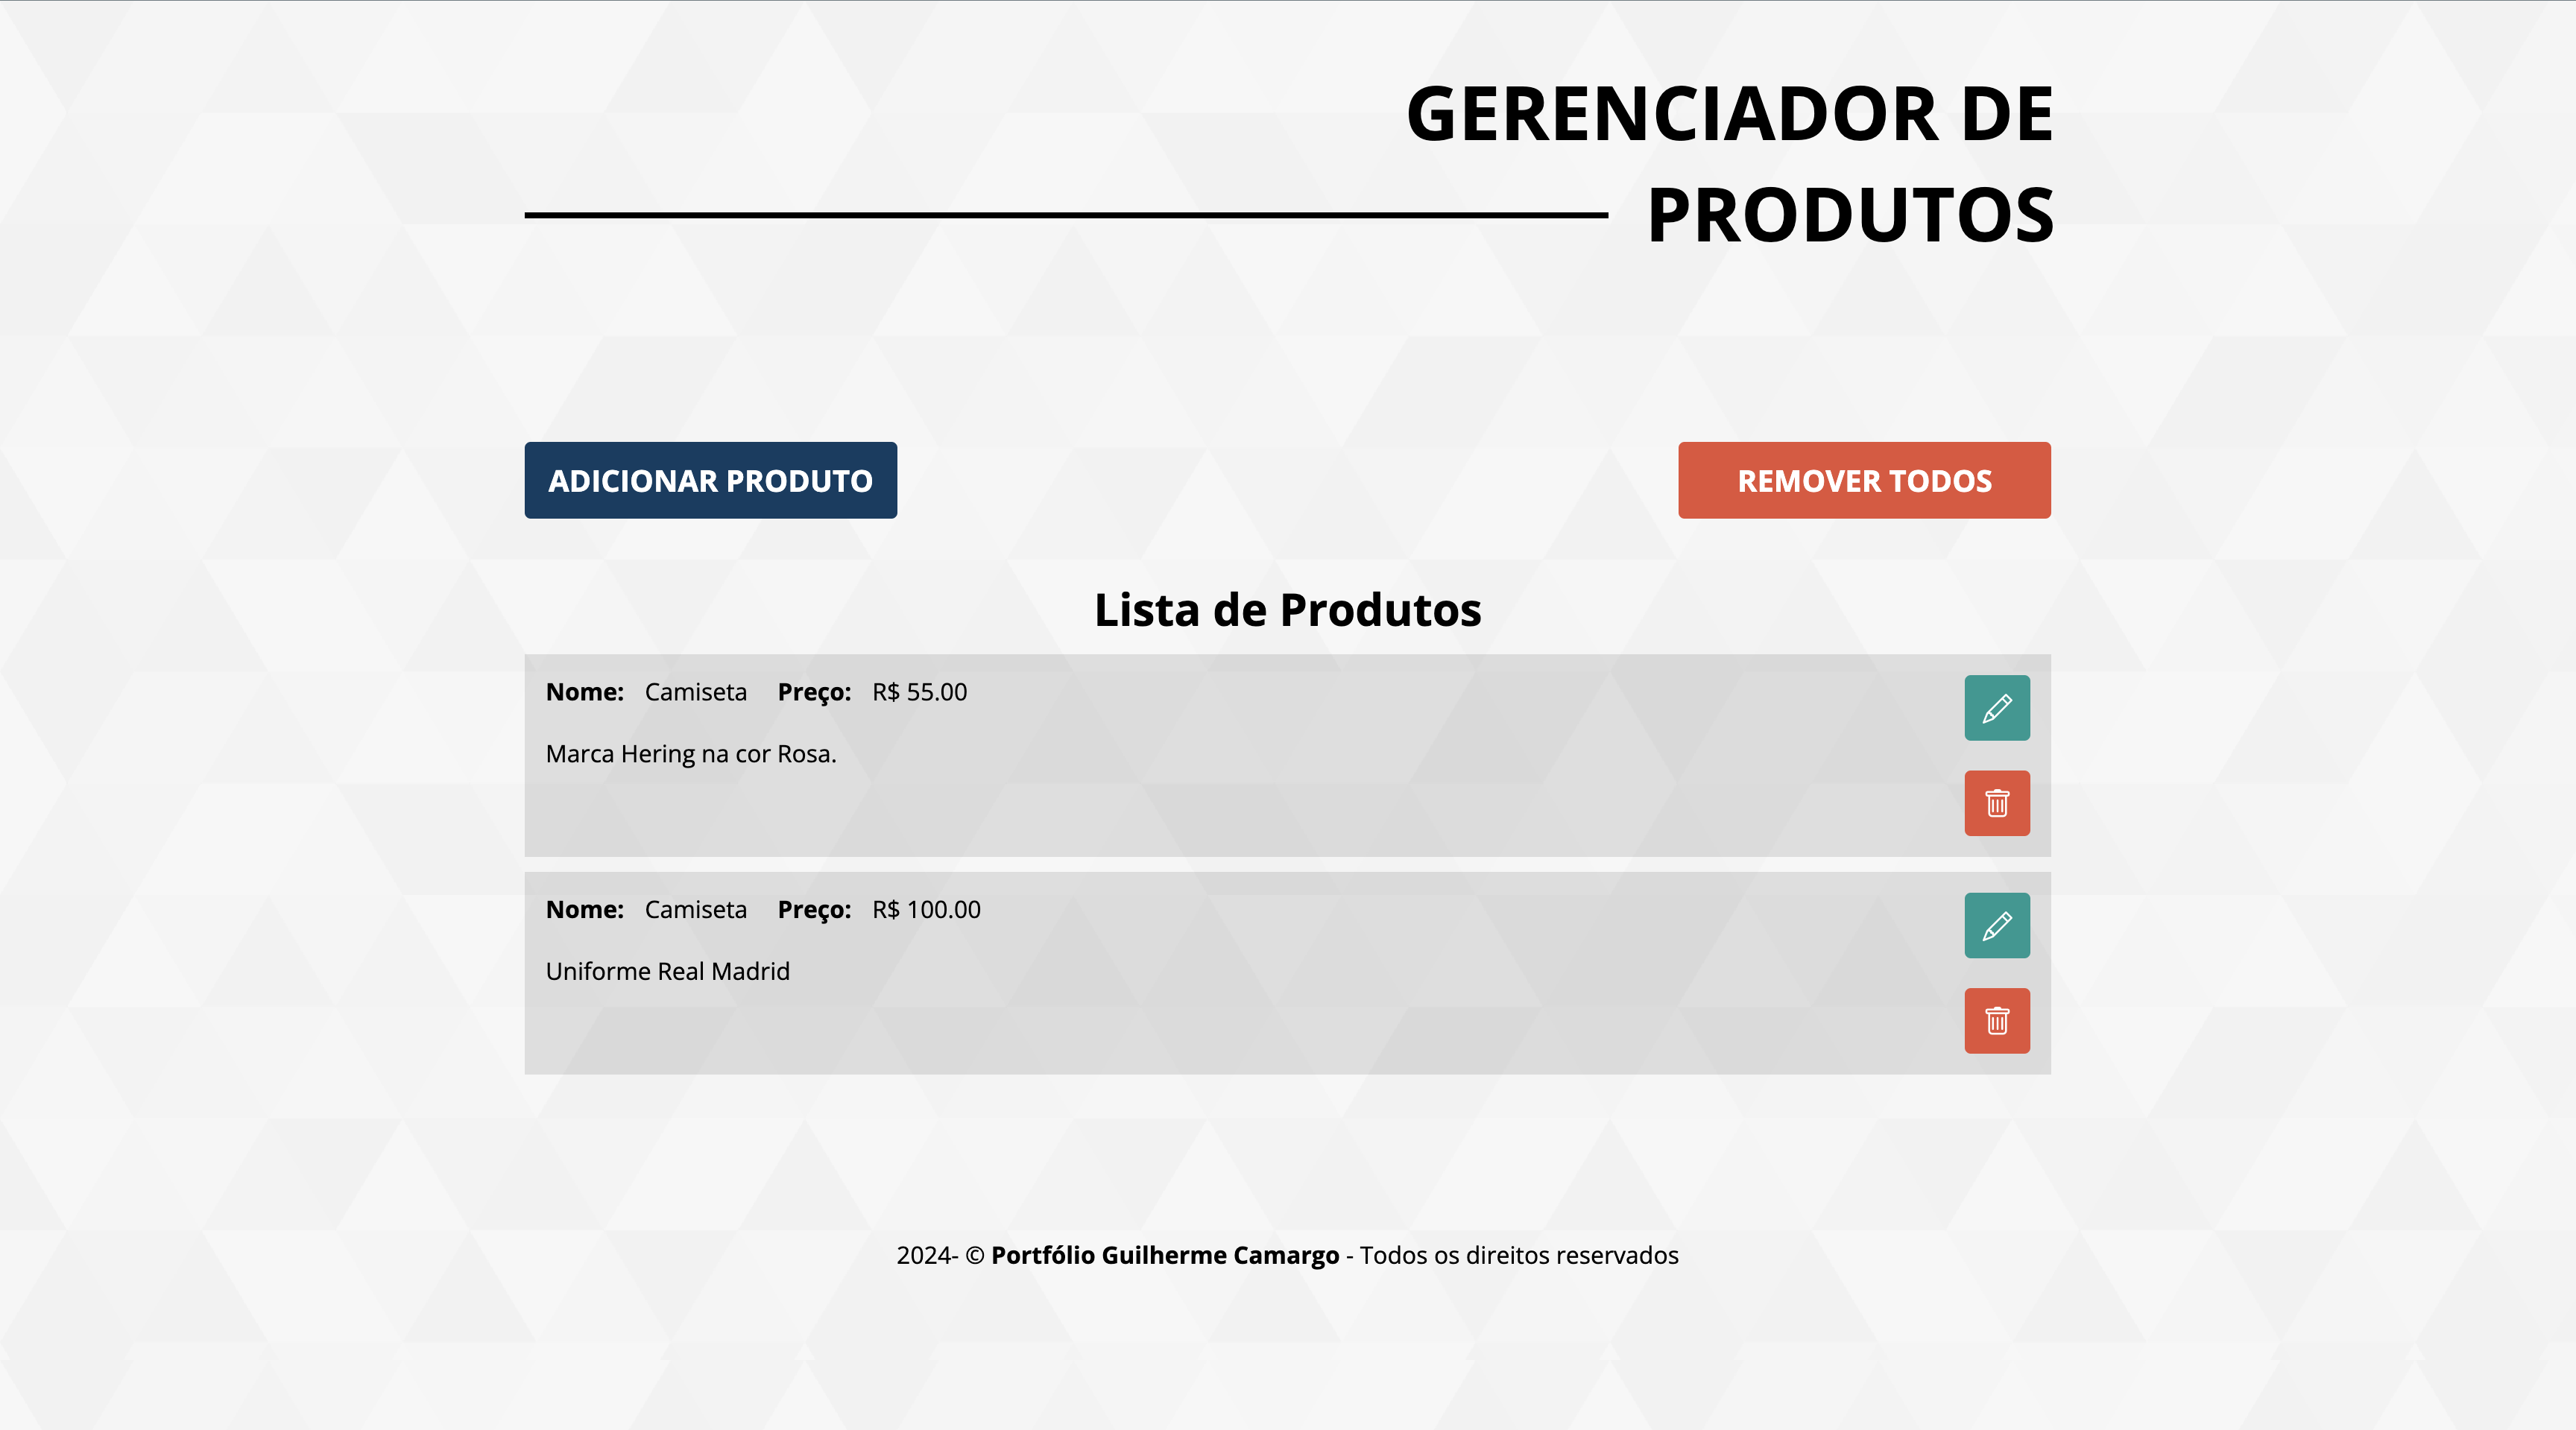 GERENCIADOR DE
PRODUTOS
ADICIONAR PRODUTO
REMOVER TODOS
Lista de Produtos
Nome: Camiseta Preço: R$ 55.00
Marca Hering na cor Rosa.
Nome: Camiseta Preço: R$ 100.00
Uniforme Real Madrid
2024- © Portfólio Guilherme Camargo - Todos os direitos reservados